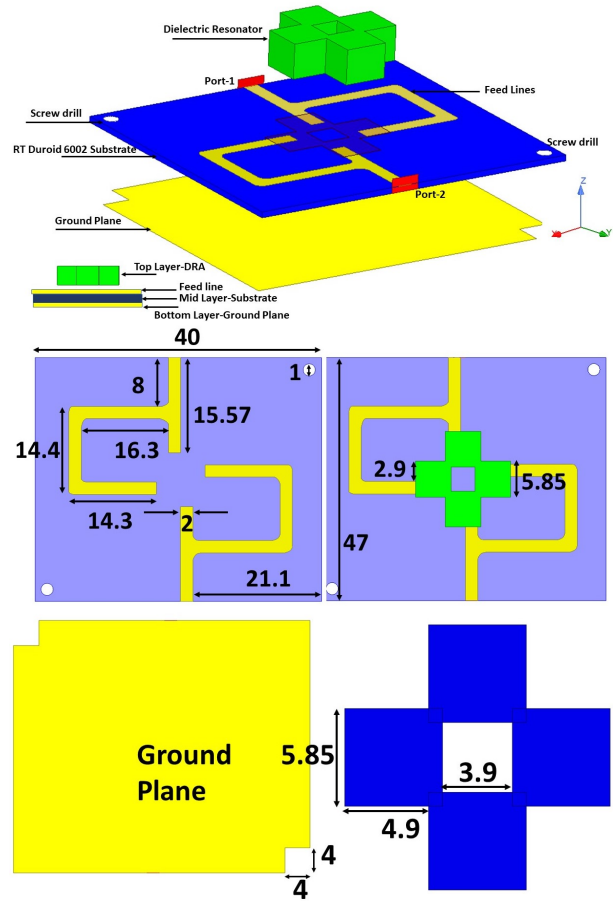 Dielectric Resonator
Port-1
Feed Lines
Screw drill
RT Duroid 6002 Substrate
Screw drill
Port-2
Ground Plane
Z
X
Y
Top Layer-DRA
Feed line
Mid Layer-Substrate
Bottom Layer-Ground Plane
40
8
1
15.57
14.4
16.3
14.3
2
21.1
2.9
5.85
47
Ground
Plane
4
4
5.85
3.9
4.9